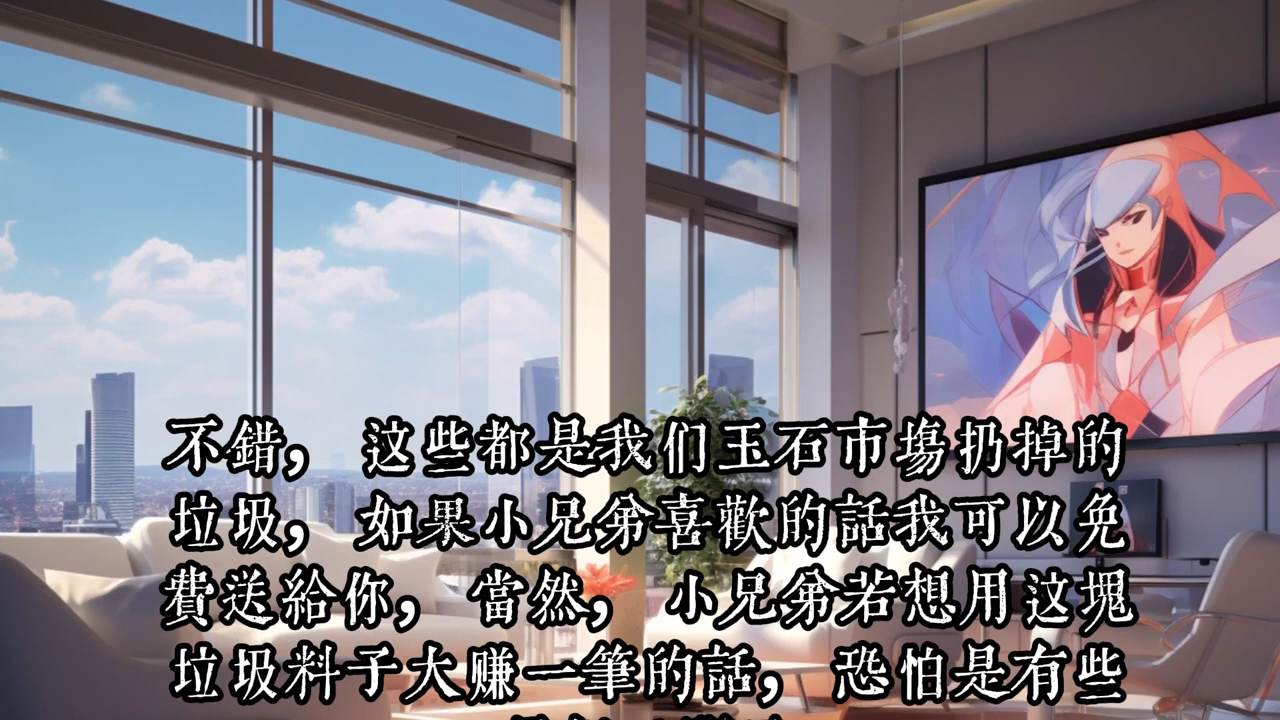 不錯，这些都是我们玉石市場扔掉的
垃圾，如果小兄弟喜歡的話我可以免
費送給你，當然，小兄弟若想用这塊
垃圾料子大赚一筆的話，恐怕是有些